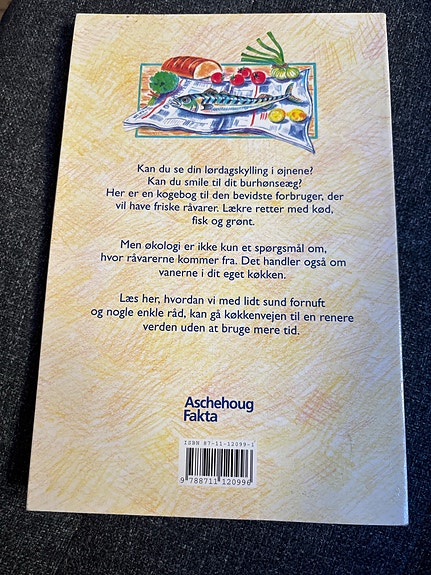 Kan du se din lørdagskylling i øjnene?
Kan du smile til dit burhønseæg?
Her er en kogebog til den bevidste forbruger, der
vil have friske råvarer. Lækre retter med kød,
fisk og grønt.
Men økologi er ikke kun et spørgsmål om,
hvor råvarerne kommer fra. Det handler også om
vanerne i dit eget køkken.
Læs her, hvordan vi med lidt sund fornuft
og nogle enkle råd, kan gå køkkenvejen til en renere
verden uden at bruge mere tid.
Aschehoug
Fakta
ISBN 87-11-12099-1
9 788711 120996